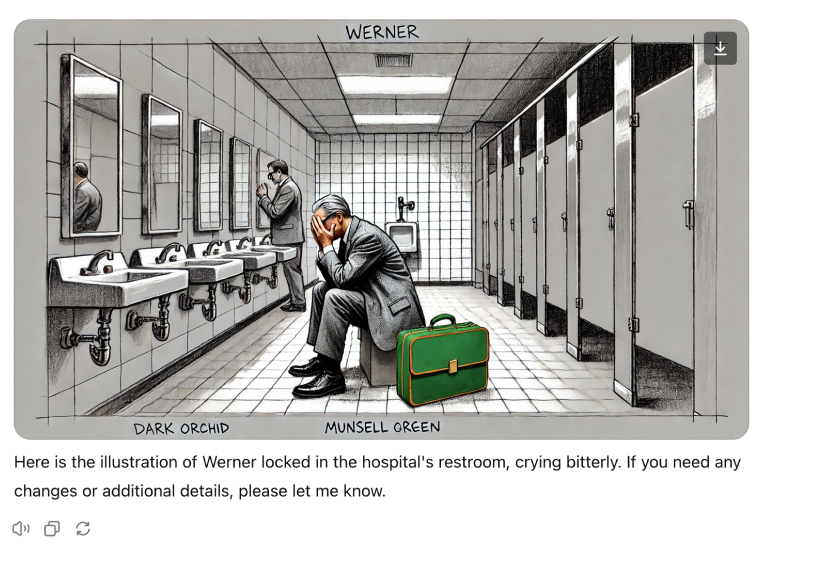 WERNER
DARK ORCHID
MUNSELL GREEN
Here is the illustration of Werner locked in the hospital's restroom, crying bitterly. If you need any
changes or additional details, please let me know.